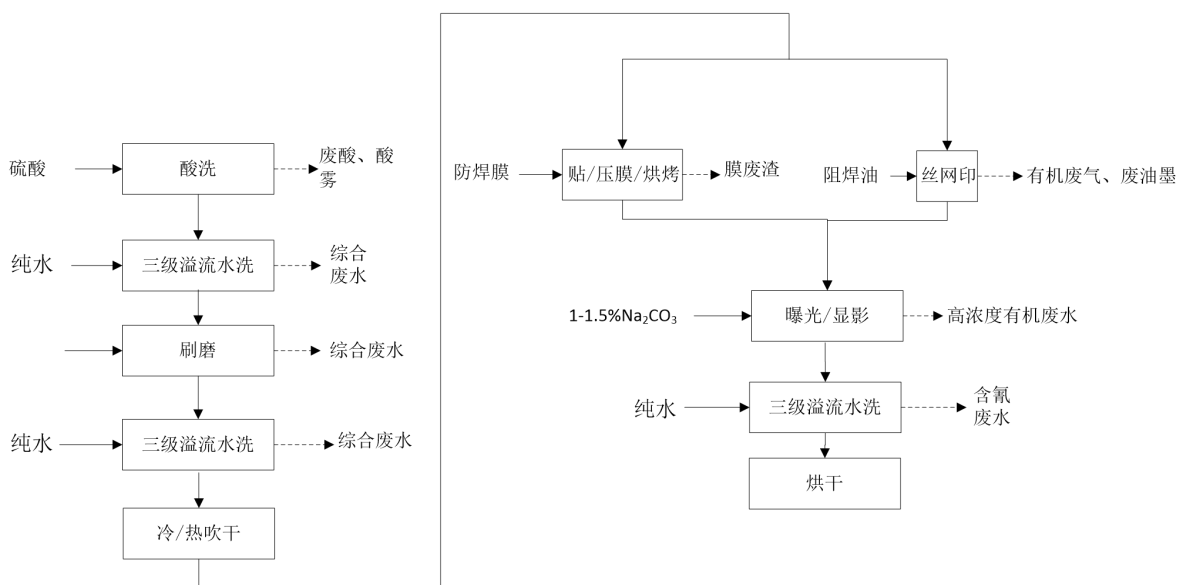 硫酸
酸洗
废酸、酸
雾
纯水
三级溢流水洗
综合
废水
刷磨
综合废水
纯水
三级溢流水洗
综合废水
冷/热吹干
防焊膜
贴/压膜/烘烤
膜废渣
阻焊油
丝网印
有机废气、废油墨
1-1.5%Na₂CO₃
曝光/显影
高浓度有机废水
纯水
三级溢流水洗
含氰
废水
烘干